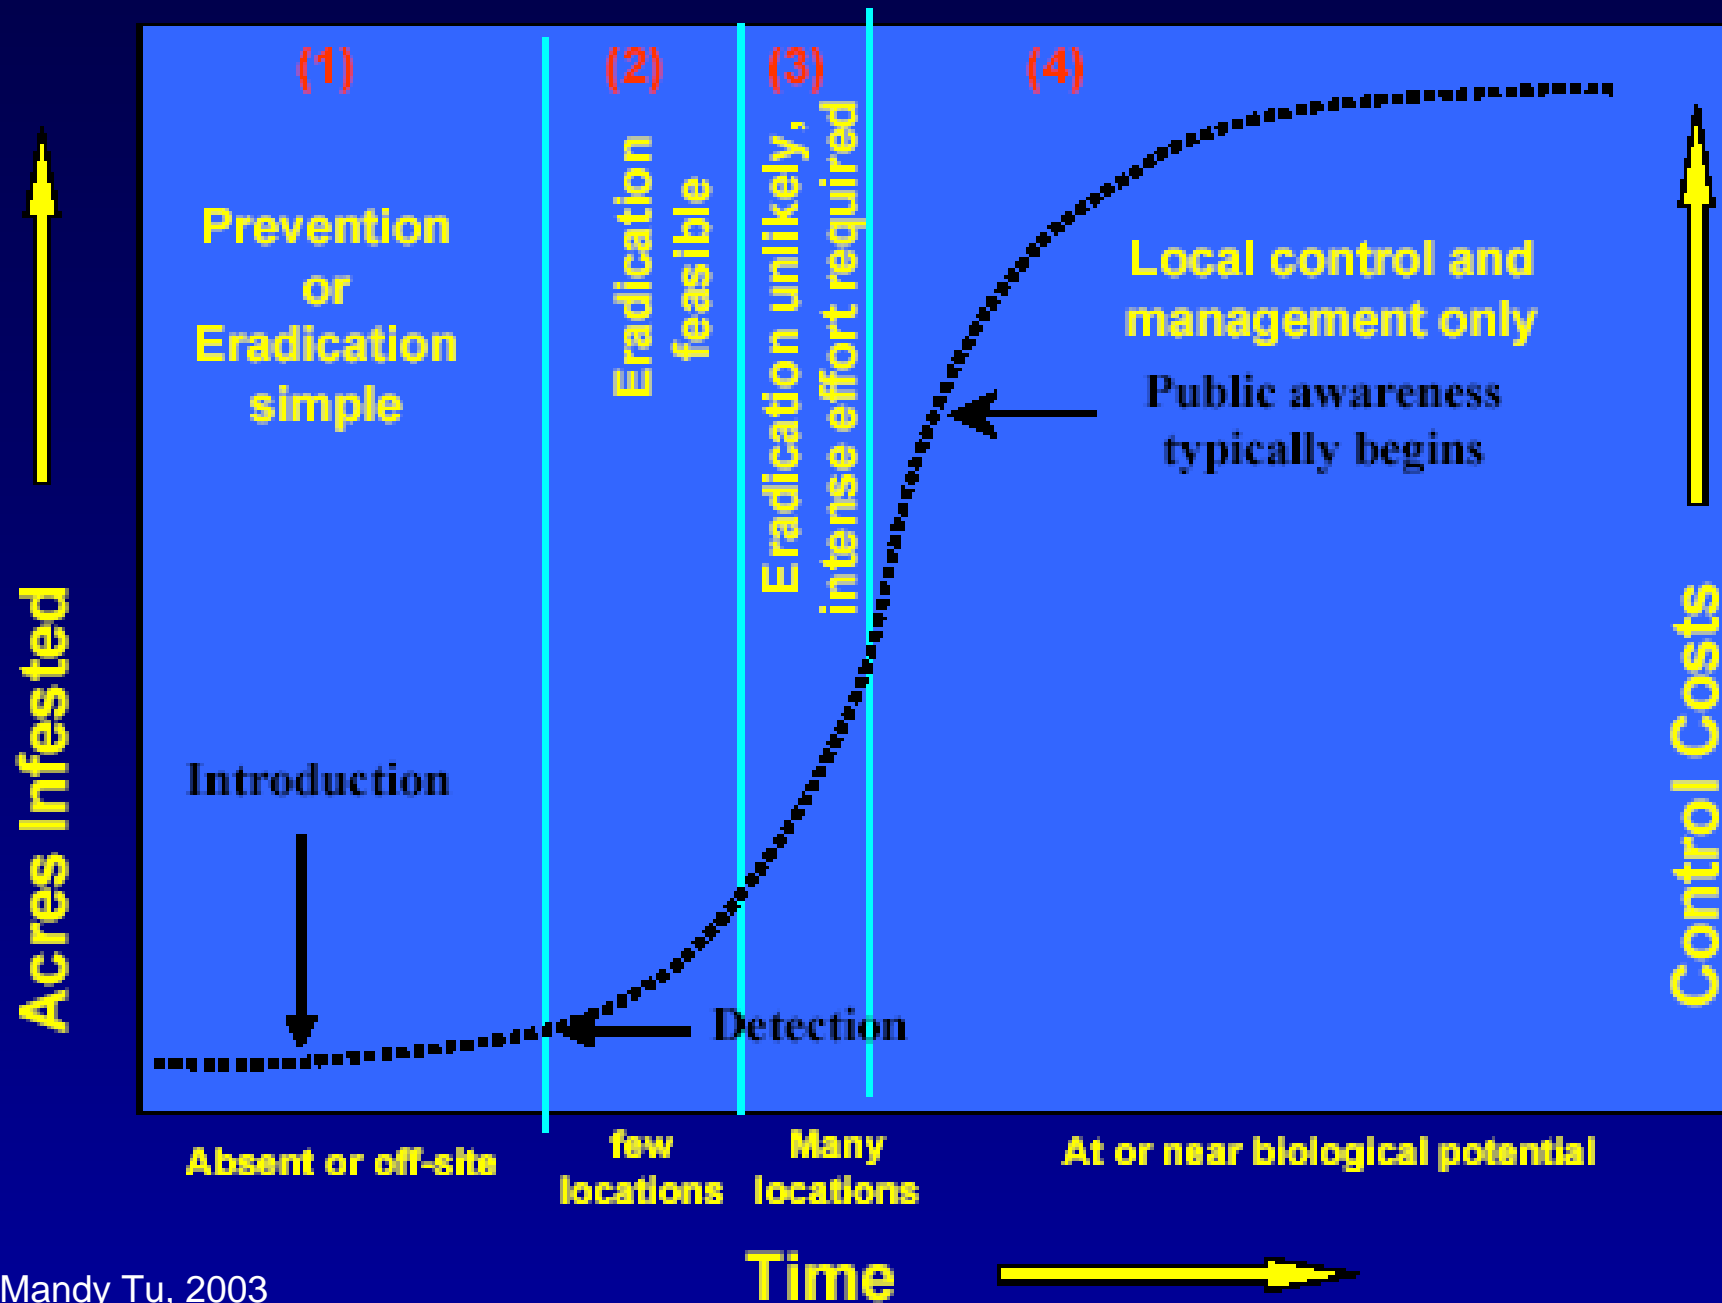 (1)
(2)
(3)
(4)
Prevention
or
Eradication
simple
Eradication
feasible
Eradication unlikely,
intense effort required
Local control and
management only
Public awareness
typically begins
Introduction
Detection
Acres Infested
Control Costs
Absent or off-site
few
locations
Many
locations
At or near biological potential
Time
Mandy Tu, 2003